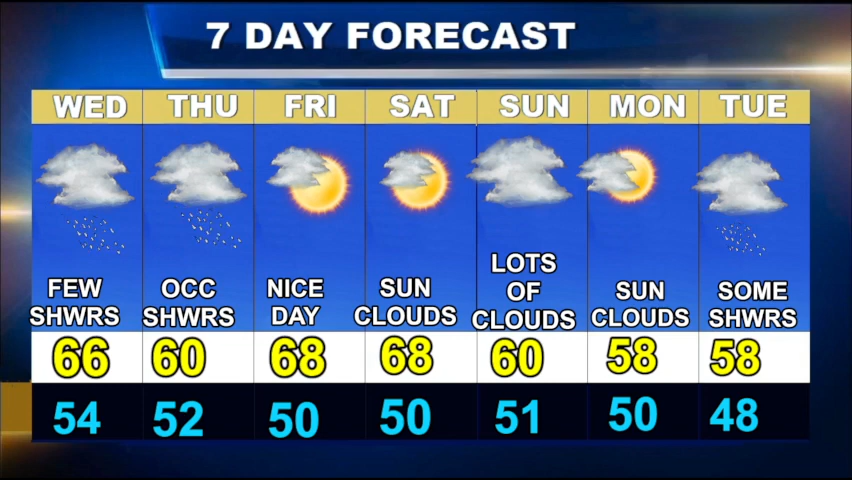 7 DAY FORECAST
WED THU FRI SAT SUN MON TUE
FEW SHWRS
OCC SHWRS
NICE DAY
SUN CLOUDS
LOTS OF CLOUDS
SUN CLOUDS
SOME SHWRS
66 60 68 68 60 58 58
54 52 50 50 51 50 48